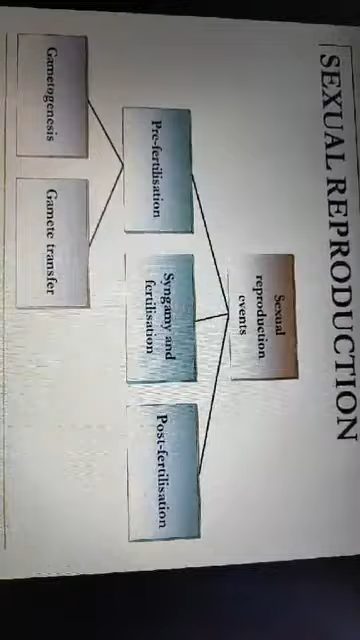 SEXUAL REPRODUCTION
Sexual
reproduction
events
Pre-fertilisation
Syngamy and
fertilisation
Post-fertilisation
Gametogenesis
Gamete transfer